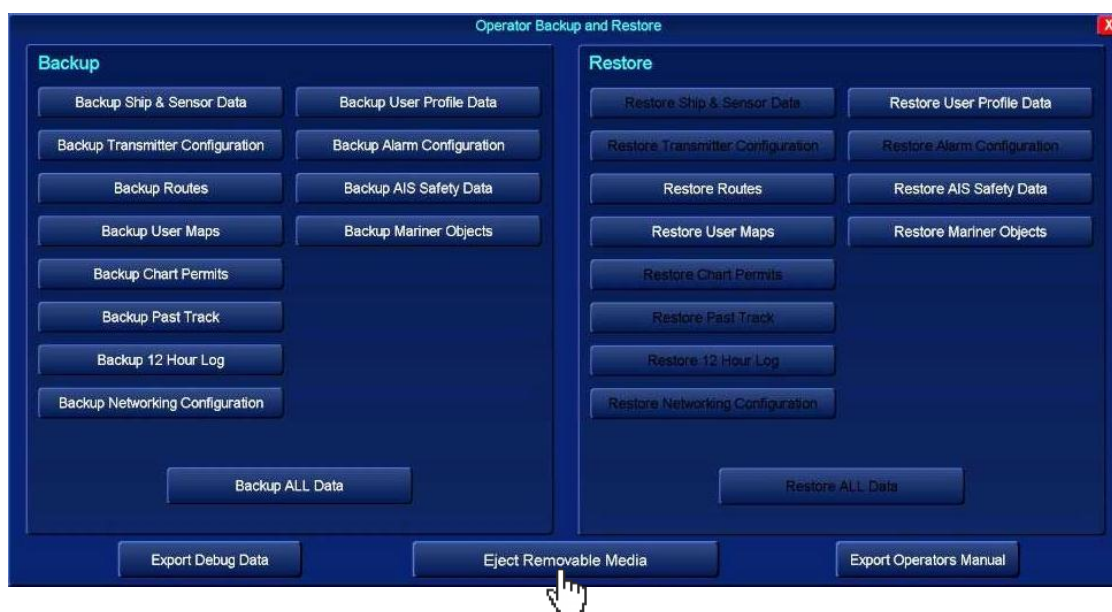 Operator Backup and Restore
X
Backup
Backup Ship & Sensor Data
Backup User Profile Data
Backup Transmitter Configuration
Backup Alarm Configuration
Backup Routes
Backup AIS Safety Data
Backup User Maps
Backup Mariner Objects
Backup Chart Permits
Backup Past Track
Backup 12 Hour Log
Backup Networking Configuration
Backup ALL Data
Restore
Restore Ship & Sensor Data
Restore User Profile Data
Restore Transmitter Configuration
Restore Alarm Configuration
Restore Routes
Restore AIS Safety Data
Restore User Maps
Restore Mariner Objects
Restore Chart Permits
Restore Past Track
Restore 12 Hour Log
Restore Networking Configuration
Restore ALL Data
Export Debug Data
Eject Removable Media
Export Operators Manual